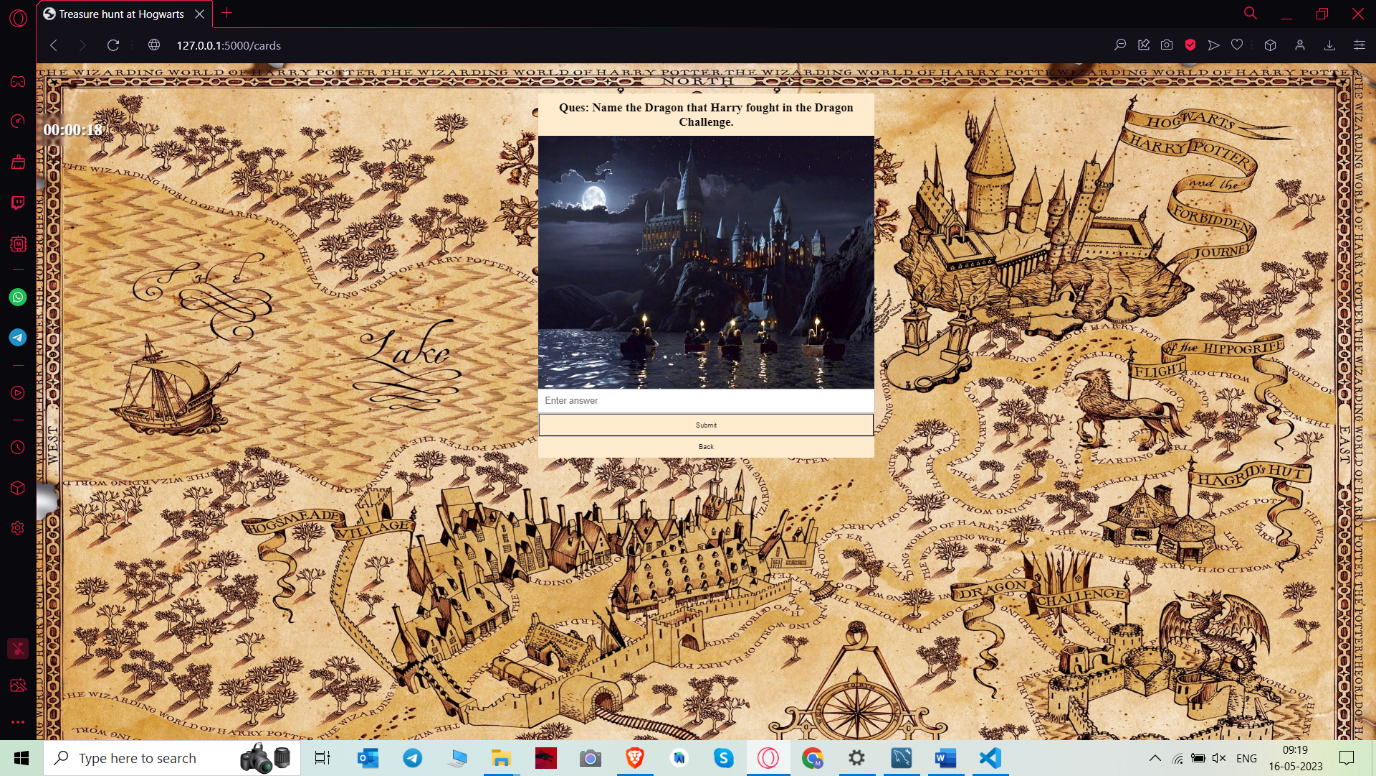 Treasure hunt at Hogwarts
127.0.0.1:5000/cards
THE WIZARDING WORLD OF HARRY POTTER THE WIZARDING WORLD OF HARRY POTTER THE WIZARDING WORLD OF HARRY POTTER
NORTH
00:00:18
Ques: Name the Dragon that Harry fought in the Dragon
Challenge.
HOGWARTS
HARRY POTTER
and the
FORBIDDEN
JOURNEY
The
Lake
Enter answer
Submit
Back
FLIGHT
of the HIPPOGRIFF
WEST
EAST
HAGRID'S HUT
HOGSMEADE
VILLAGE
DRAGON
CHALLENGE
Type here to search
ENG
09:19
16-05-2023